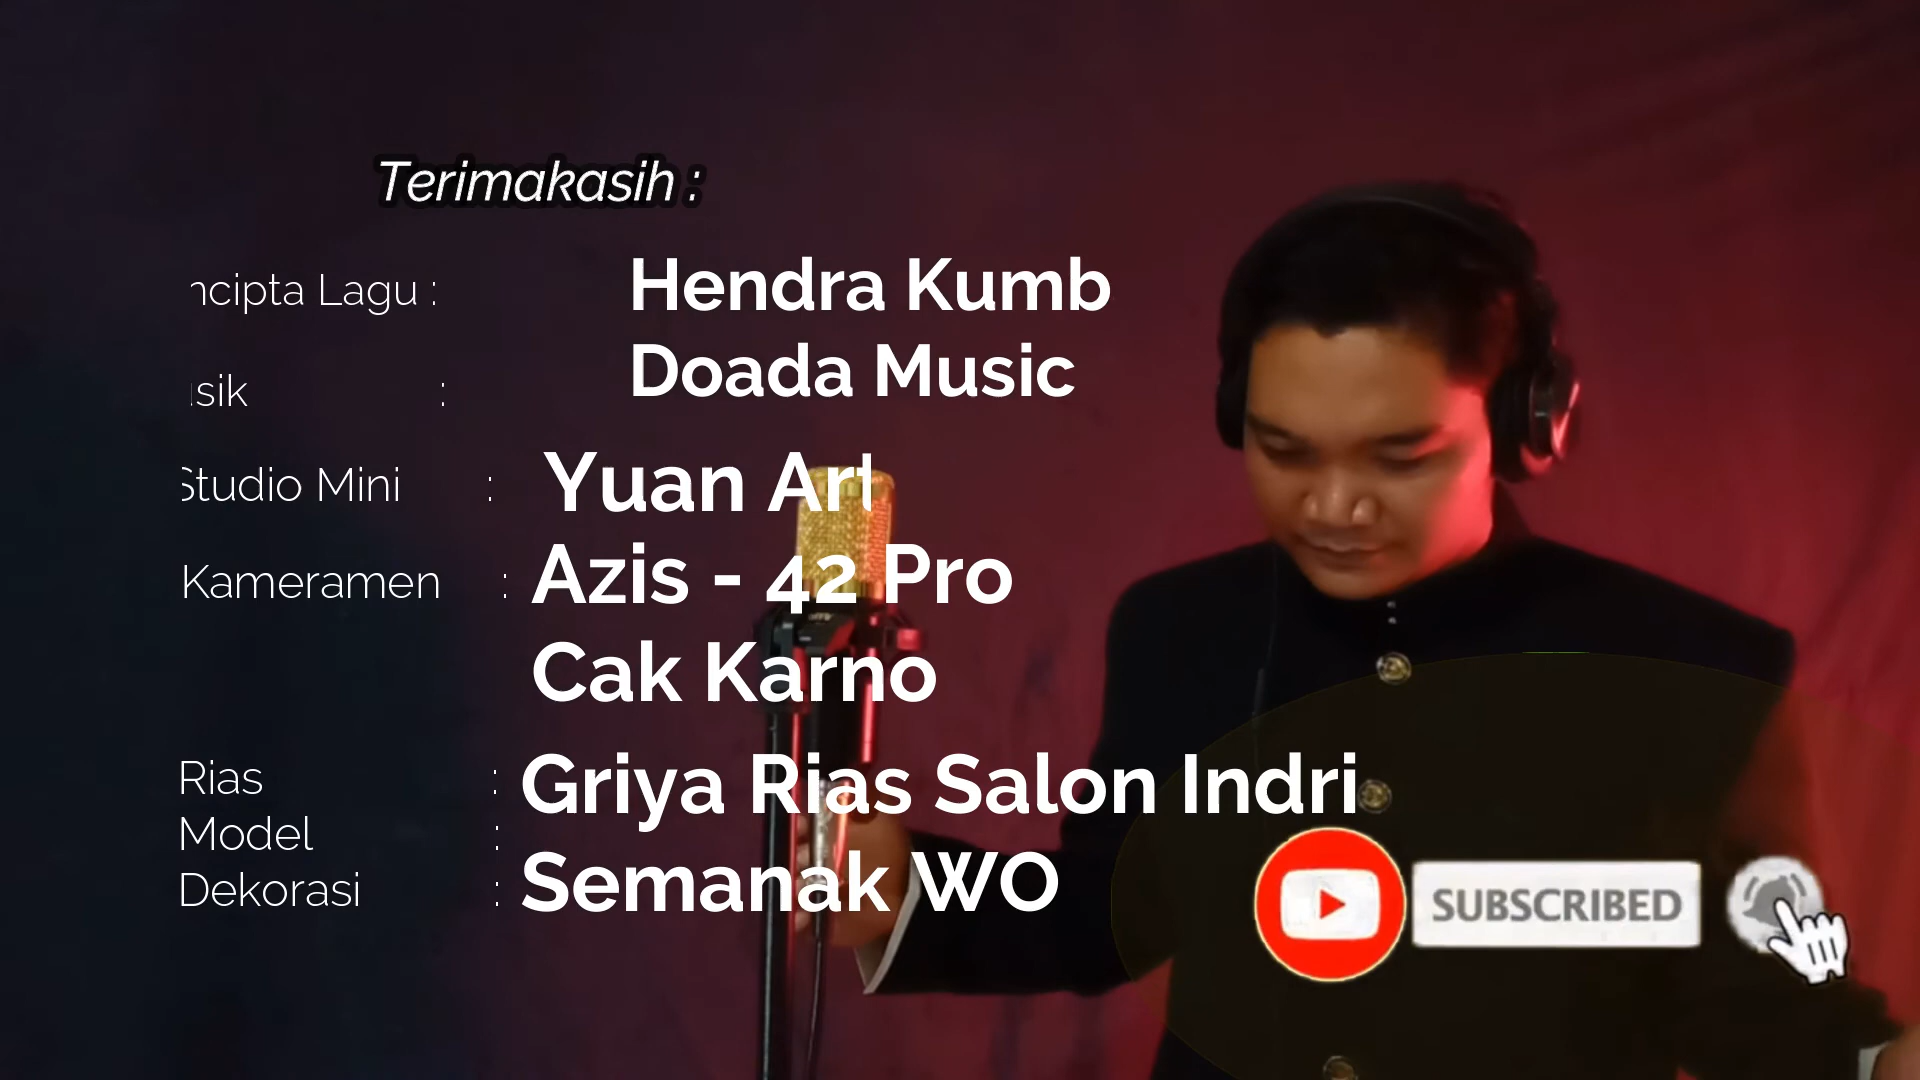 Terimakasih :
ncipta Lagu : Hendra Kumb
Doada Music
sik :
Studio Mini : Yuan Art
Kameramen : Azis - 42 Pro
Cak Karno
Rias : Griya Rias Salon Indri
Model :
Dekorasi : Semanak WO
SUBSCRIBED